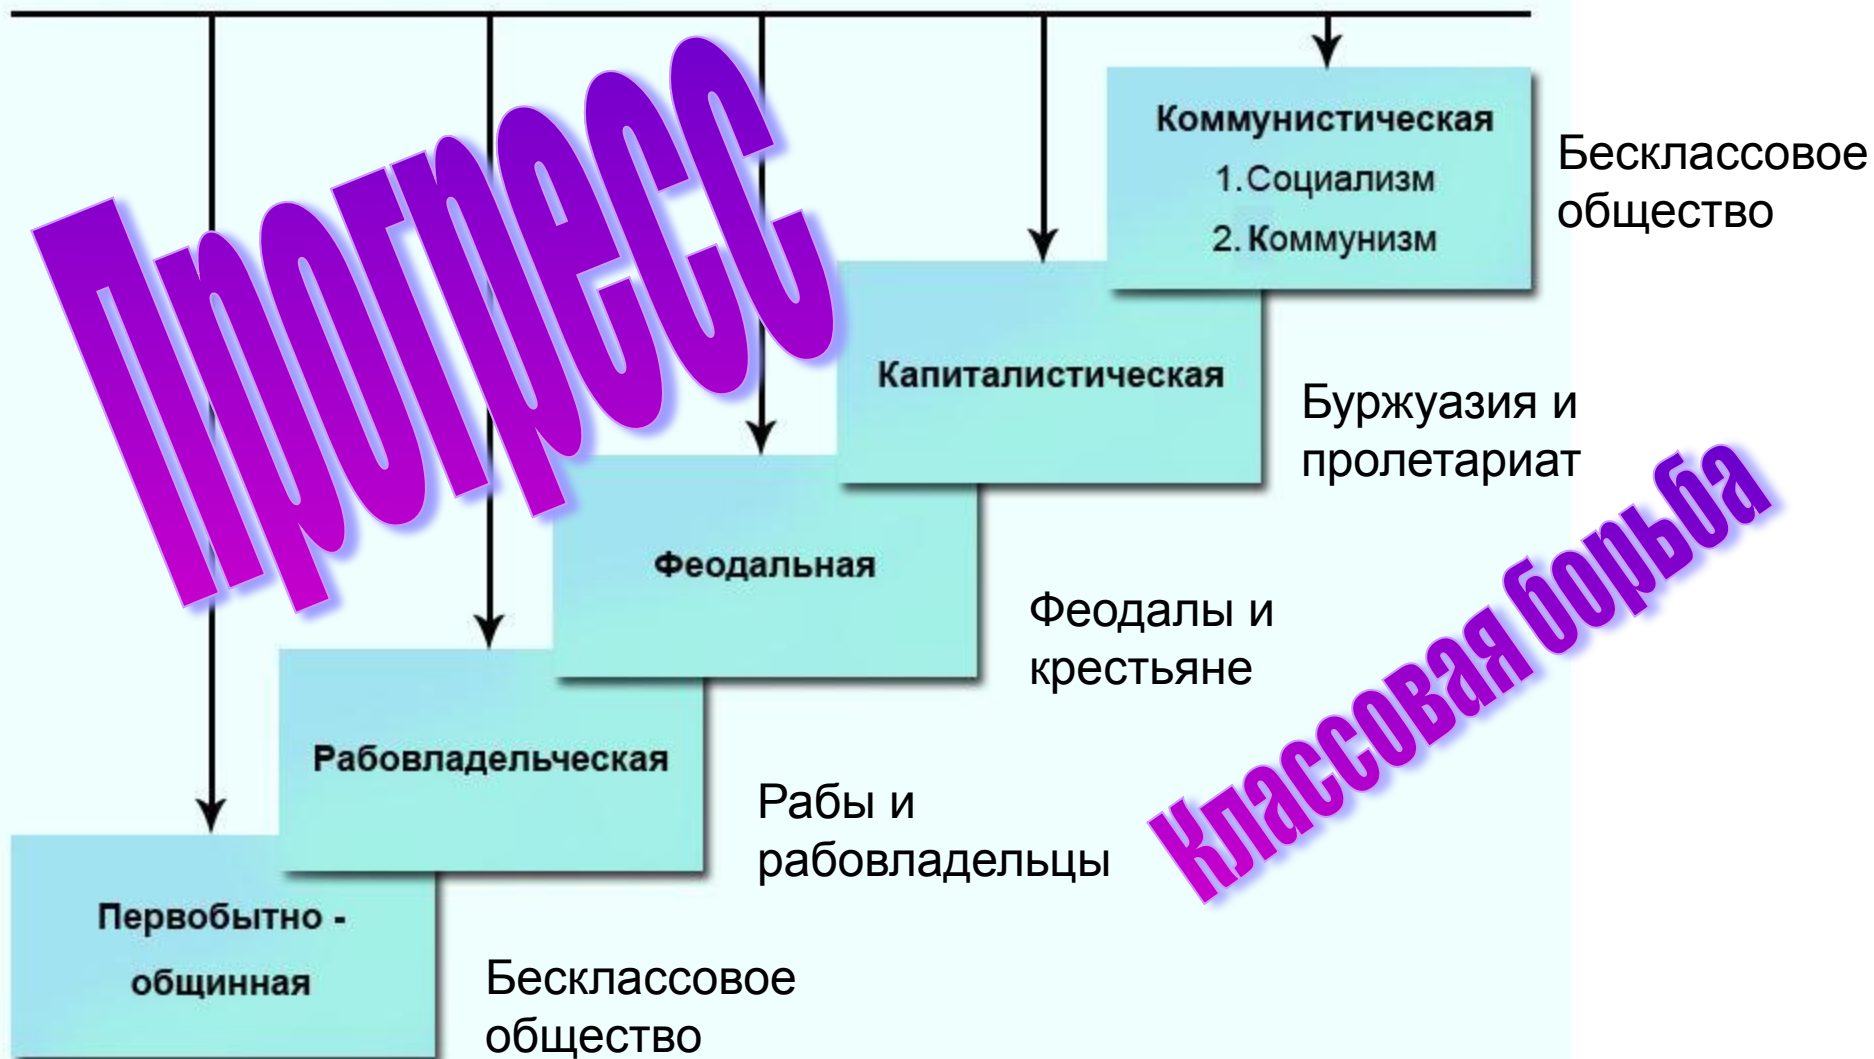 Прогресс
Коммунистическая
1.Социализм
2. Коммунизм
Бесклассовое
общество
Капиталистическая
Буржуазия и
пролетариат
Классовая борьба
Феодальная
Феодалы и
крестьяне
Рабовладельческая
Рабы и
рабовладельцы
Первобытно -
общинная
Бесклассовое
общество